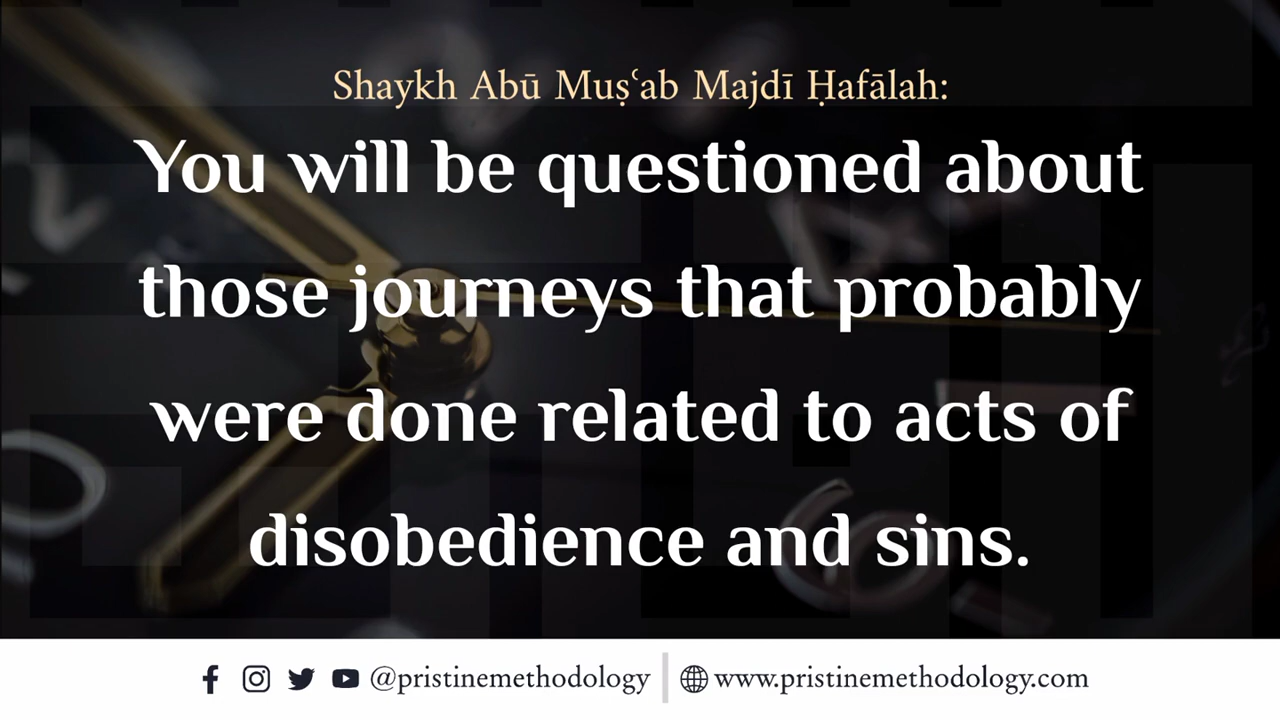 Shaykh Abū Muṣʿab Majdī Ḥafālah:
You will be questioned about
those journeys that probably
were done related to acts of
disobedience and sins.
@pristinemethodology www.pristinemethodology.com